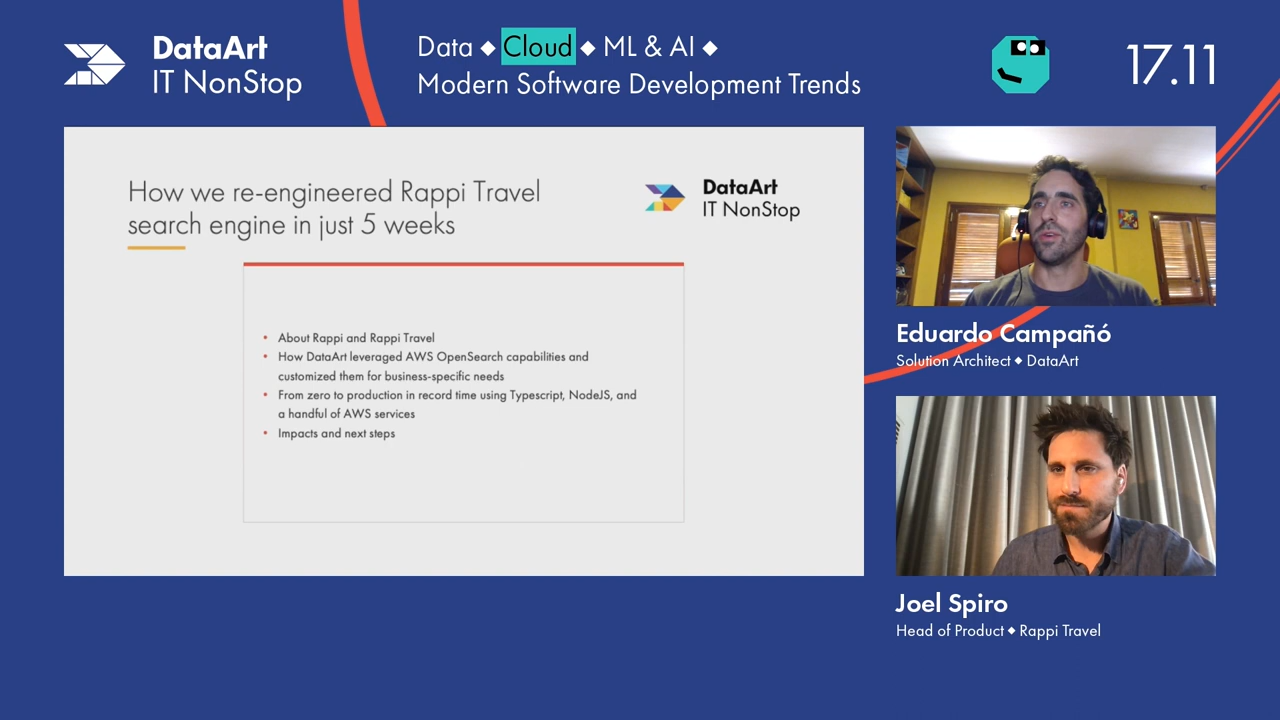 DataArt
IT NonStop
Data ◆ Cloud ◆ ML & AI ◆
Modern Software Development Trends
17.11
How we re-engineered Rappi Travel
search engine in just 5 weeks
DataArt
IT NonStop
• About Rappi and Rappi Travel
• How DataArt leveraged AWS OpenSearch capabilities and
customized them for business-specific needs
• From zero to production in record time using Typescript, NodeJS, and
a handful of AWS services
• Impacts and next steps
Eduardo Campañó
Solution Architect ◆ DataArt
Joel Spiro
Head of Product ◆ Rappi Travel